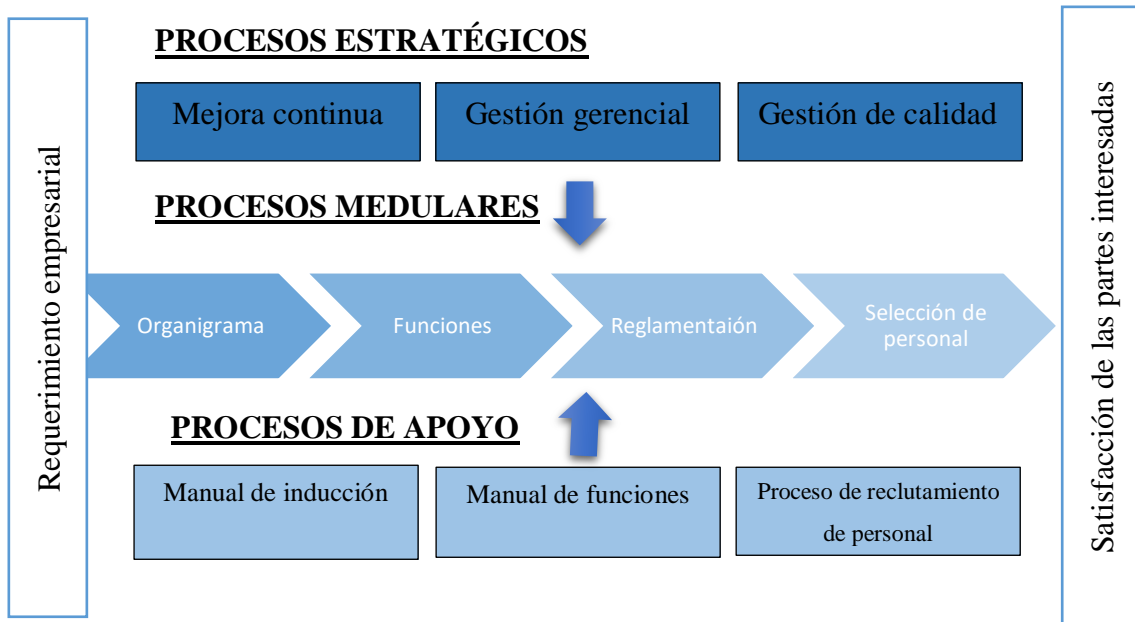 Requerimiento empresarial
PROCESOS ESTRATÉGICOS
Mejora continua
Gestión gerencial
Gestión de calidad
PROCESOS MEDULARES
Organigrama
Funciones
Reglamentaión
Selección de
personal
PROCESOS DE APOYO
Manual de inducción
Manual de funciones
Proceso de reclutamiento
de personal
Satisfacción de las partes interesadas